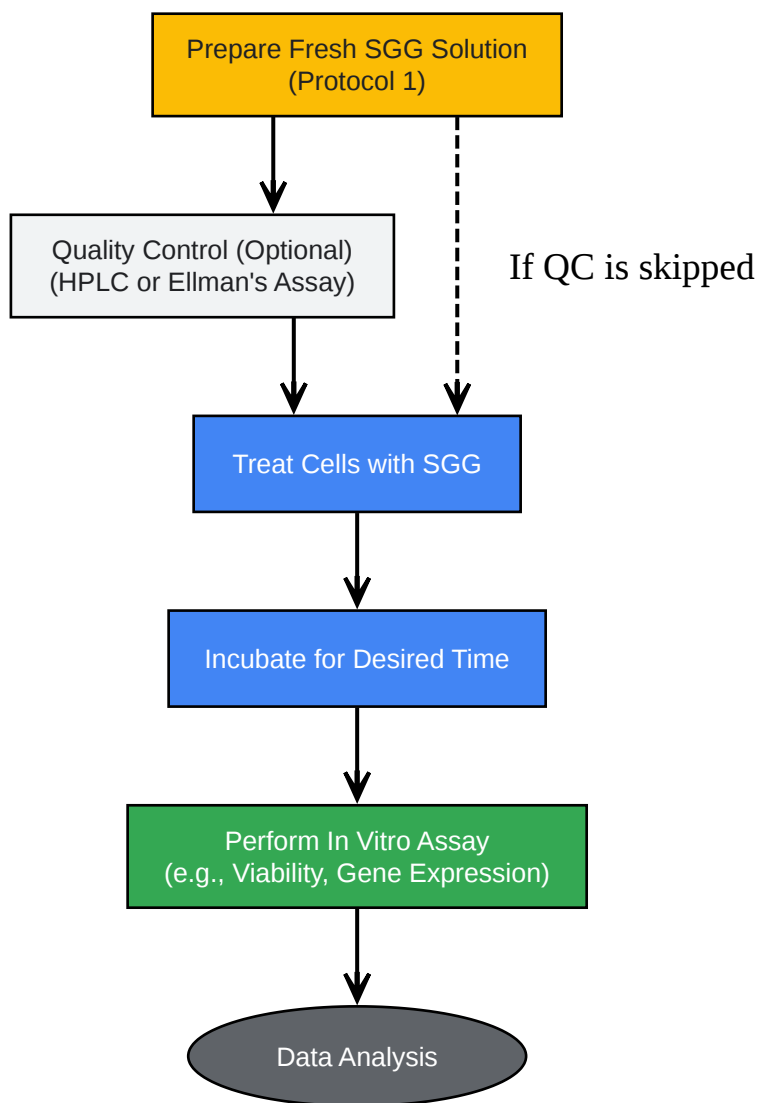 Prepare Fresh SGG Solution
(Protocol 1)
Quality Control (Optional)
(HPLC or Ellman's Assay)
If QC is skipped
Treat Cells with SGG
Incubate for Desired Time
Perform In Vitro Assay
(e.g., Viability, Gene Expression)
Data Analysis